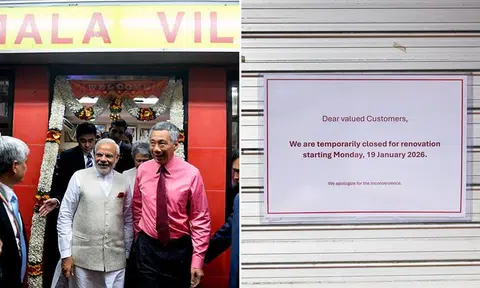 MALA VIL
Dear valued Customers,
We are temporarily closed for renovation
starting Monday, 19 January 2026.
We apologize for the inconvenience.